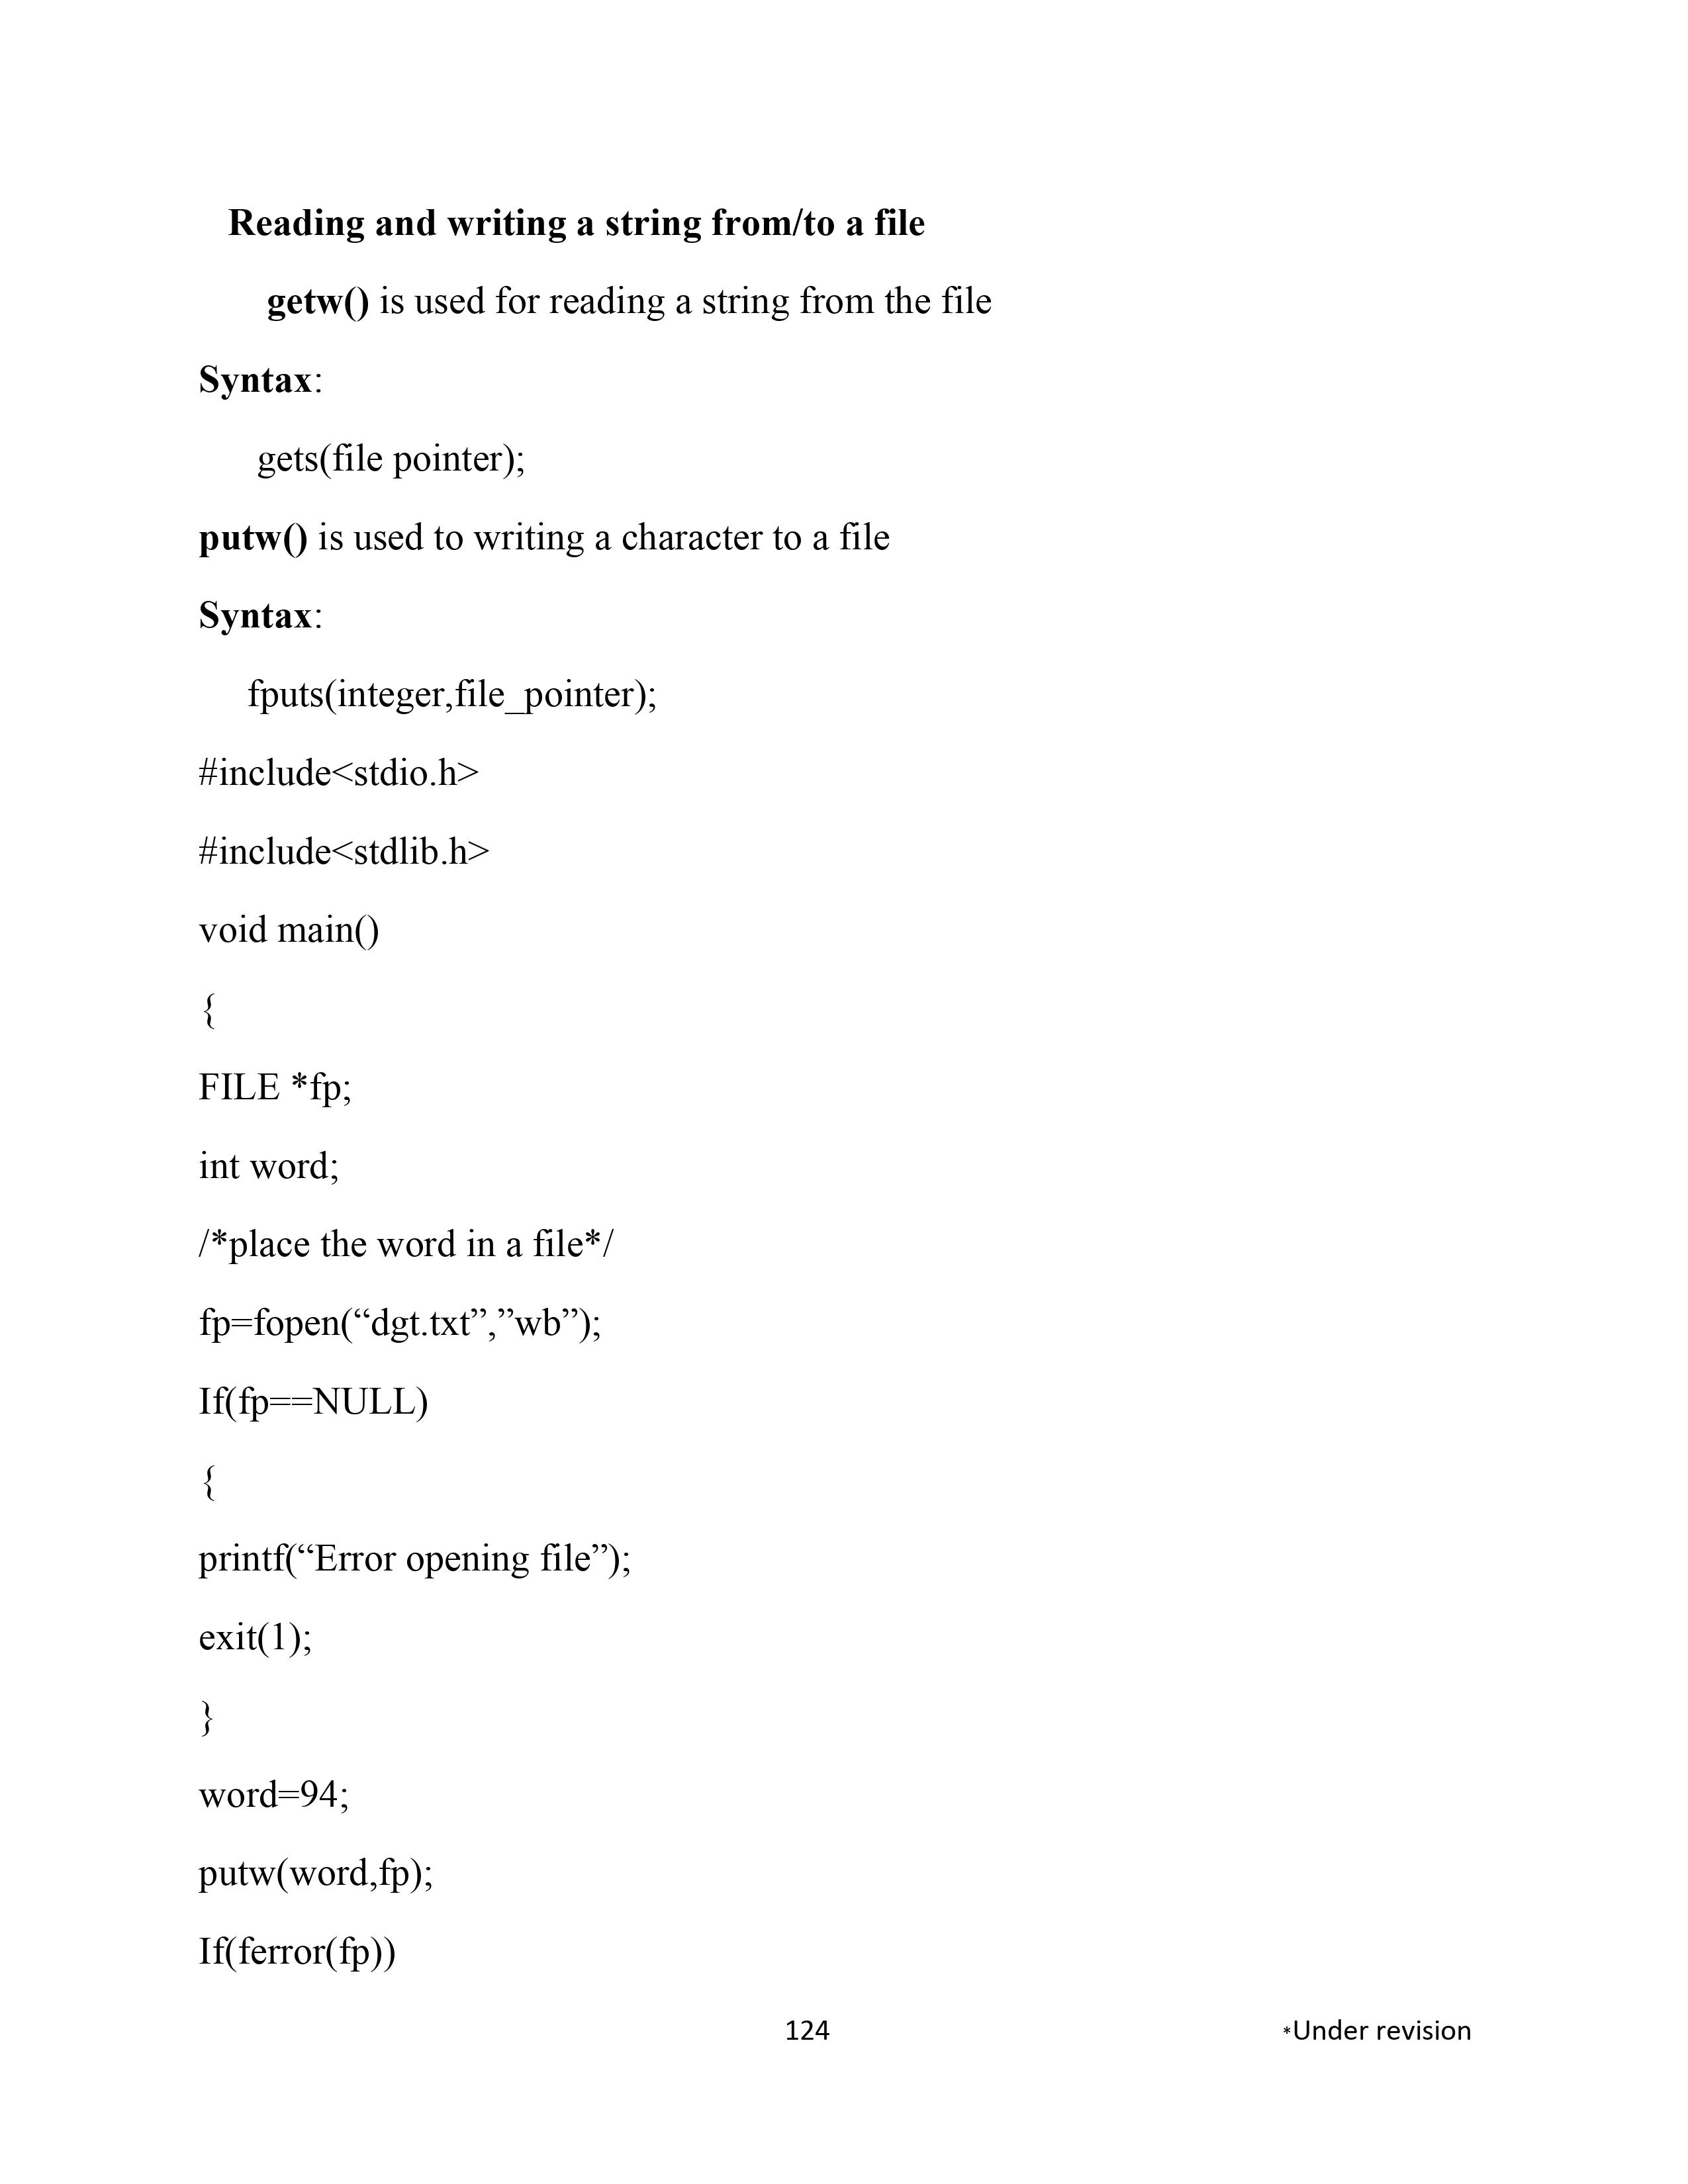 Reading and writing a string from/to a file
getw() is used for reading a string from the file
Syntax:
gets(file pointer);
putw() is used to writing a character to a file
Syntax:
fputs(integer,file_pointer);
#include<stdio.h>
#include<stdlib.h>
void main()
{
FILE *fp;
int word;
/*place the word in a file*/
fp=fopen(“dgt.txt”,”wb”);
If(fp==NULL)
{
printf(“Error opening file”);
exit(1);
}
word=94;
putw(word,fp);
If(ferror(fp))
124 *Under revision